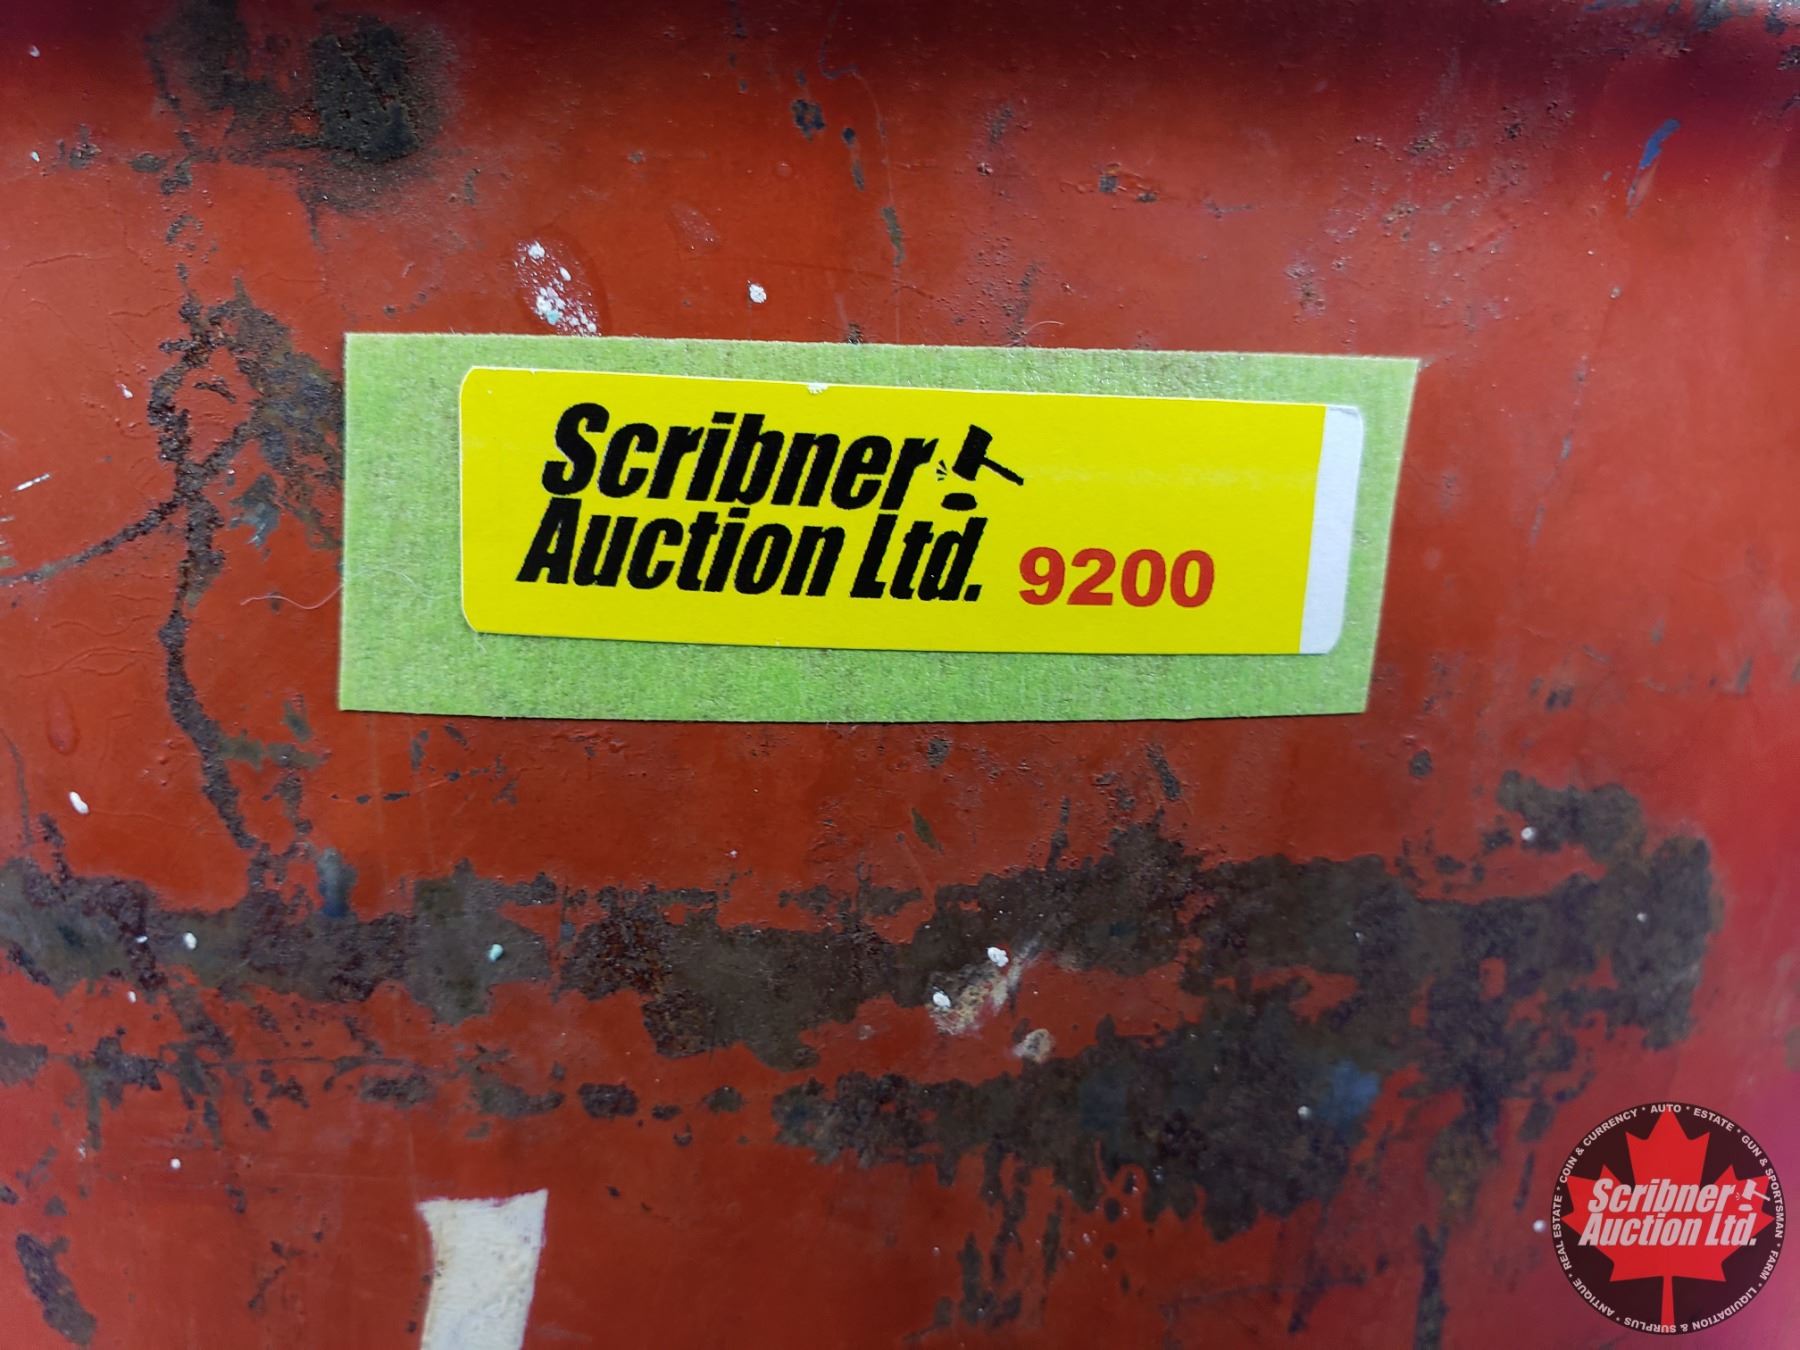 Scribner
Auction Ltd. 9200
Scribner
Auction Ltd.
ANTIQUE * REAL ESTATE * COIN & CURRENCY * AUTO * ESTATE * GUN & SPORTSMAN FARM * LIQUIDATION & SURPLUS *